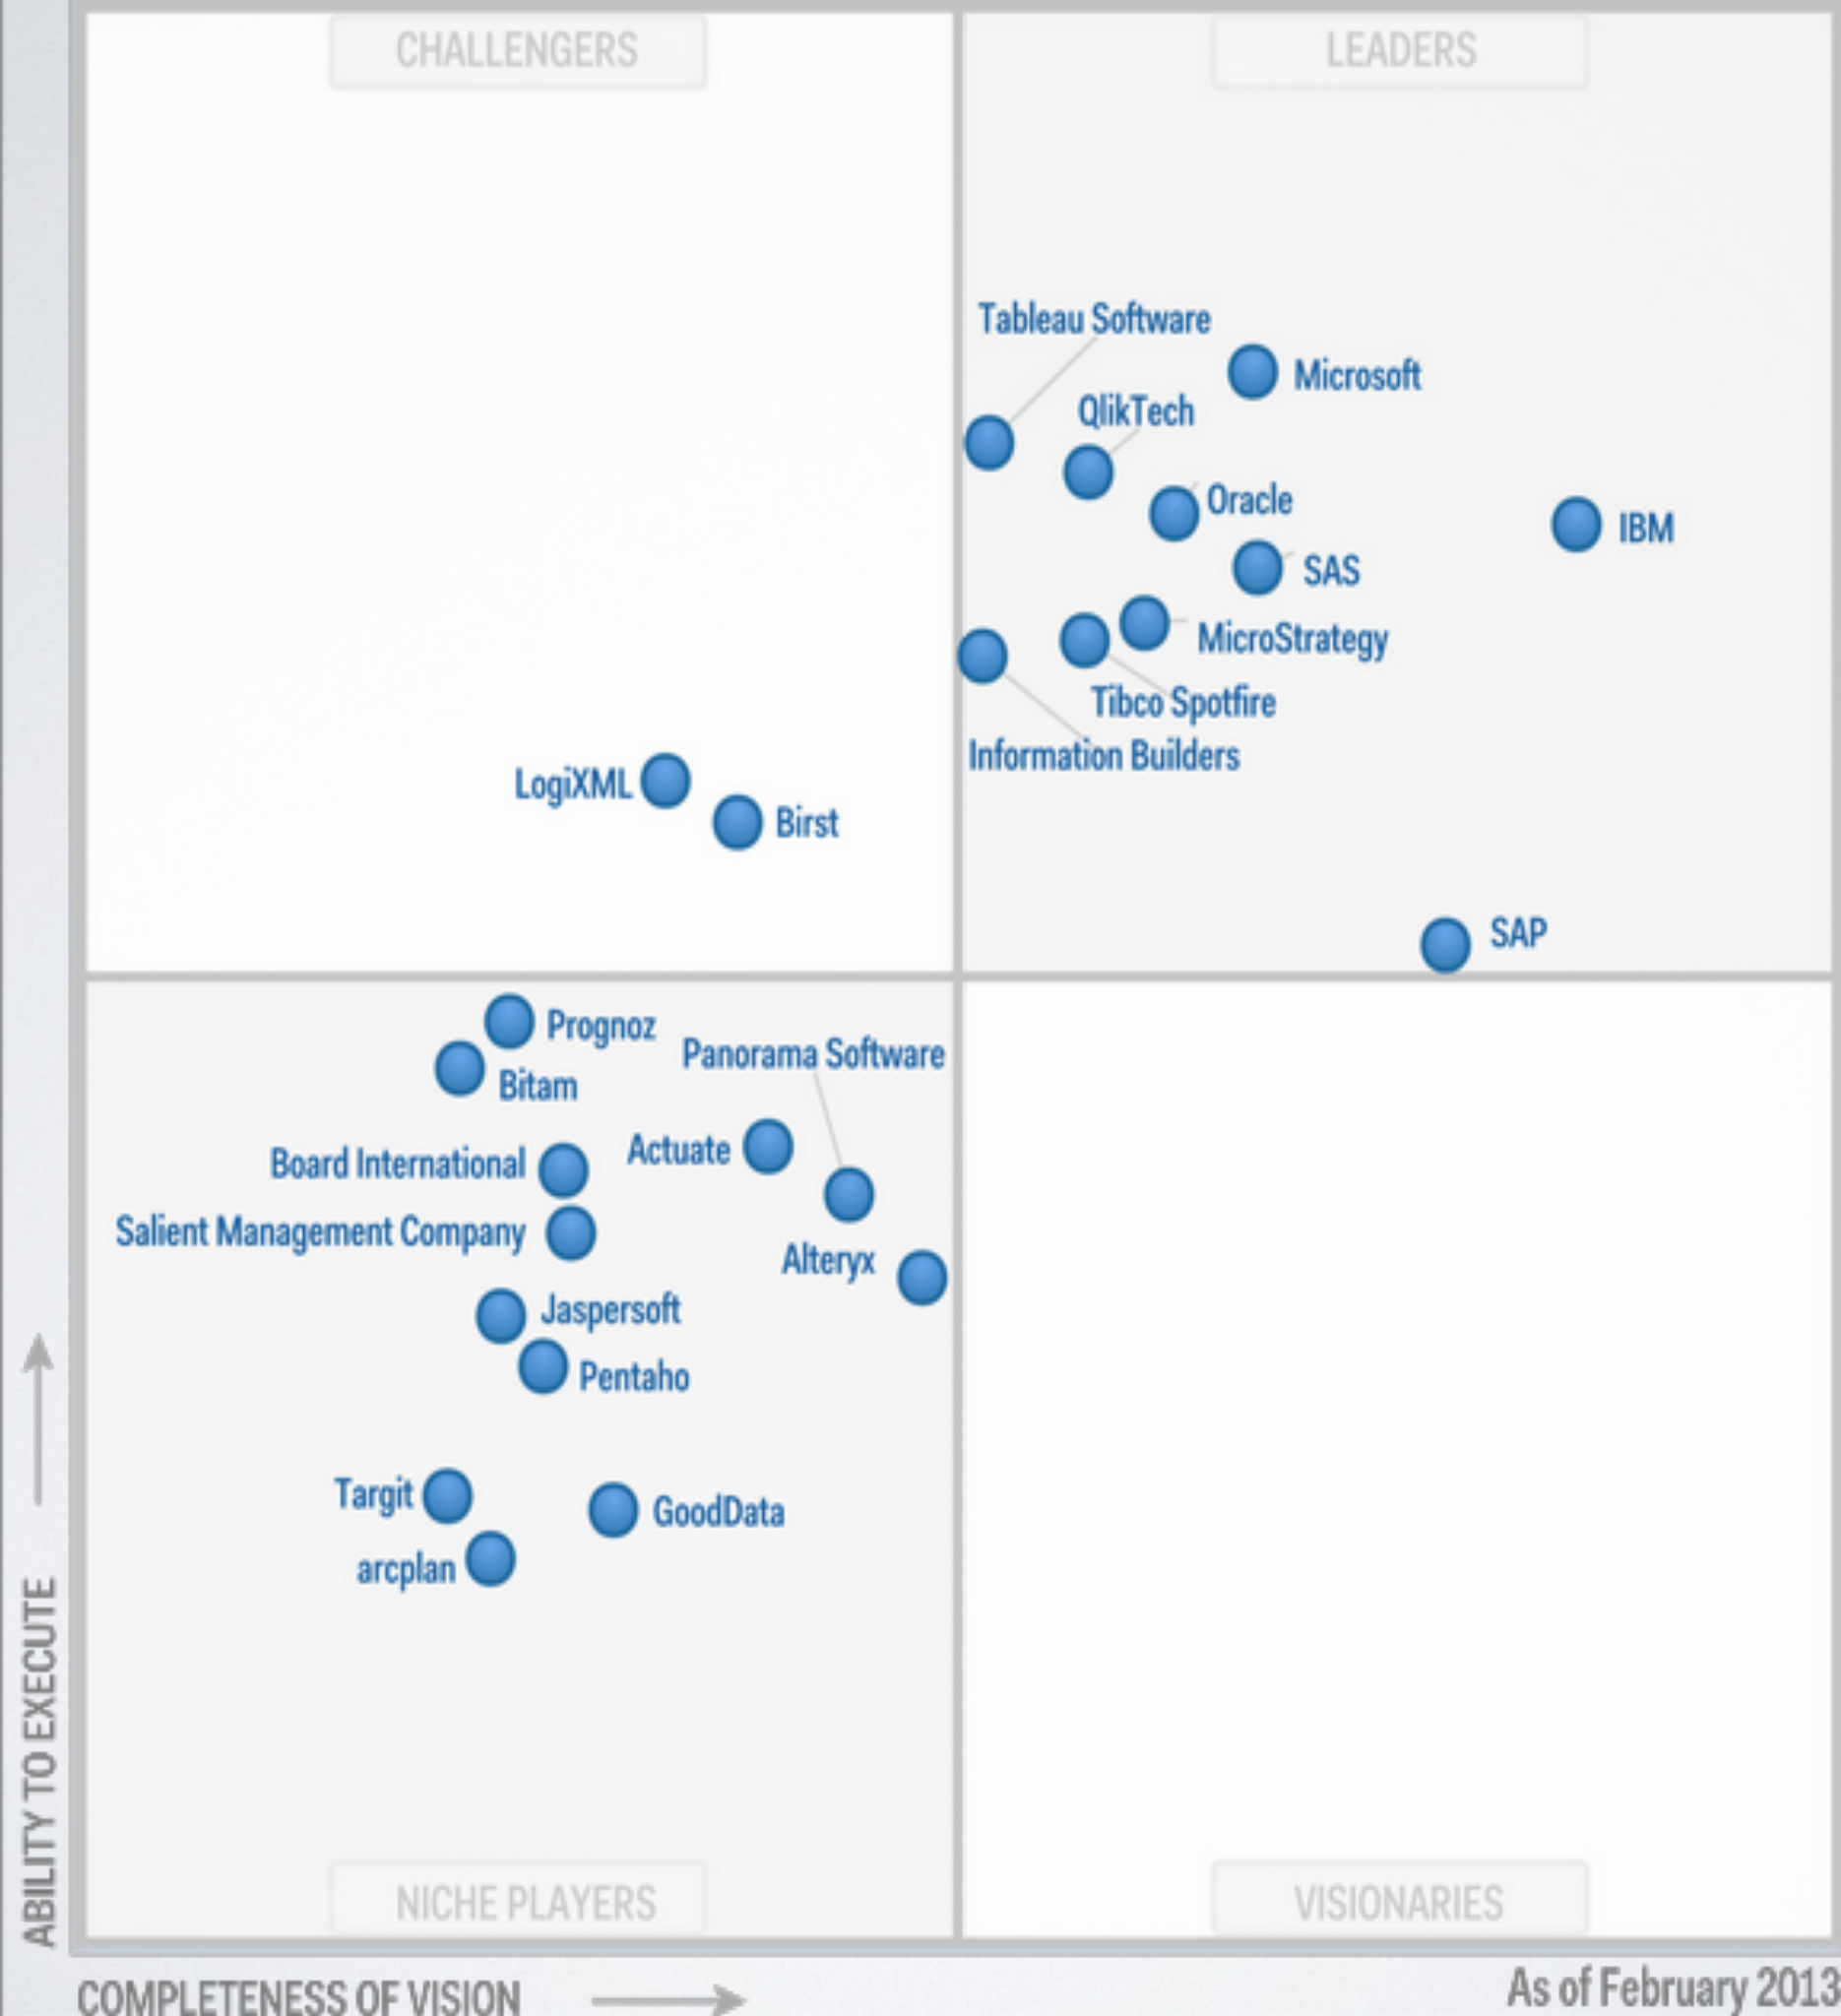 CHALLENGERS
LEADERS
Tableau Software
Microsoft
QlikTech
Oracle
IBM
SAS
MicroStrategy
Tibco Spotfire
Information Builders
LogiXML
Birst
SAP
Prognoz
Panorama Software
Bitam
Actuate
Board International
Salient Management Company
Alteryx
Jaspersoft
Pentaho
Targit
GoodData
arcplan
NICHE PLAYERS
VISIONARIES
ABILITY TO EXECUTE
COMPLETENESS OF VISION
As of February 2013